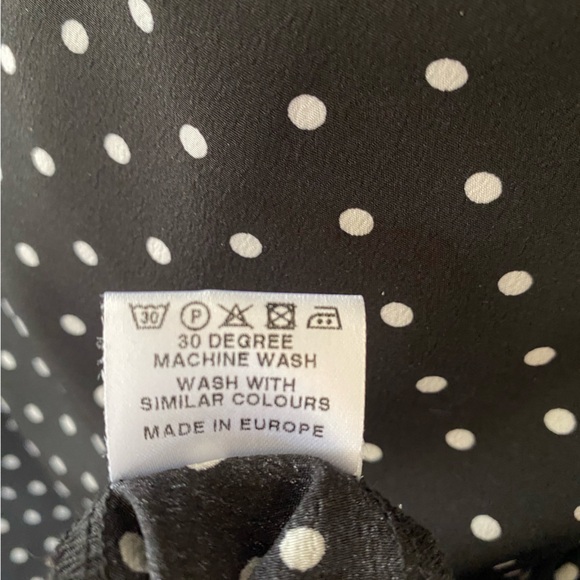 30 P
30 DEGREE
MACHINE WASH
WASH WITH
SIMILAR COLOURS
MADE IN EUROPE